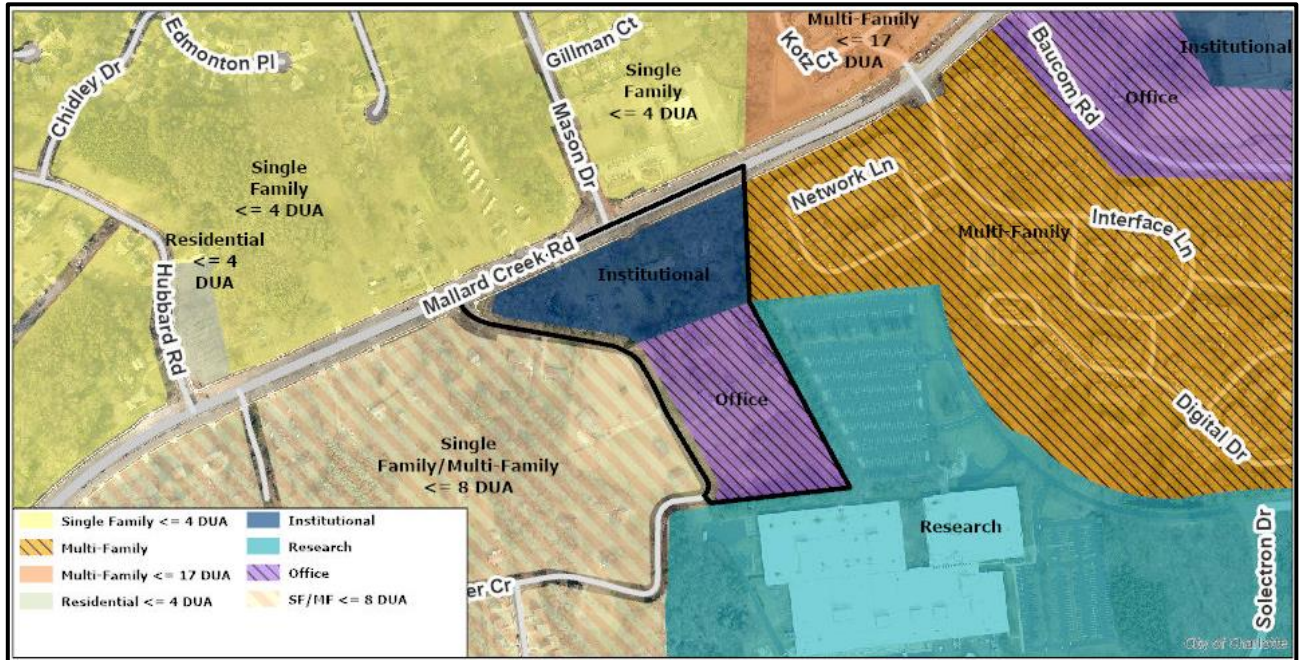 Edmonton Pl
Chidley Dr
Gillman Ct
Mason Dr
Single
Family
<= 4 DUA
Multi-Family
<= 17
DUA
Kotz Ct
Baucom Rd
Institutional
Office
Single
Family
<= 4 DUA
Residential
<= 4
DUA
Hubbard Rd
Mallard Creek Rd
Institutional
Network Ln
Interface Ln
Multi-Family
Office
Digital Dr
Single
Family/Multi-Family
<= 8 DUA
Research
Solectron Dr
er Cr
Single Family <= 4 DUA
Multi-Family
Multi-Family <= 17 DUA
Residential <= 4 DUA
Institutional
Research
Office
SF/MF <= 8 DUA
City of Charlotte